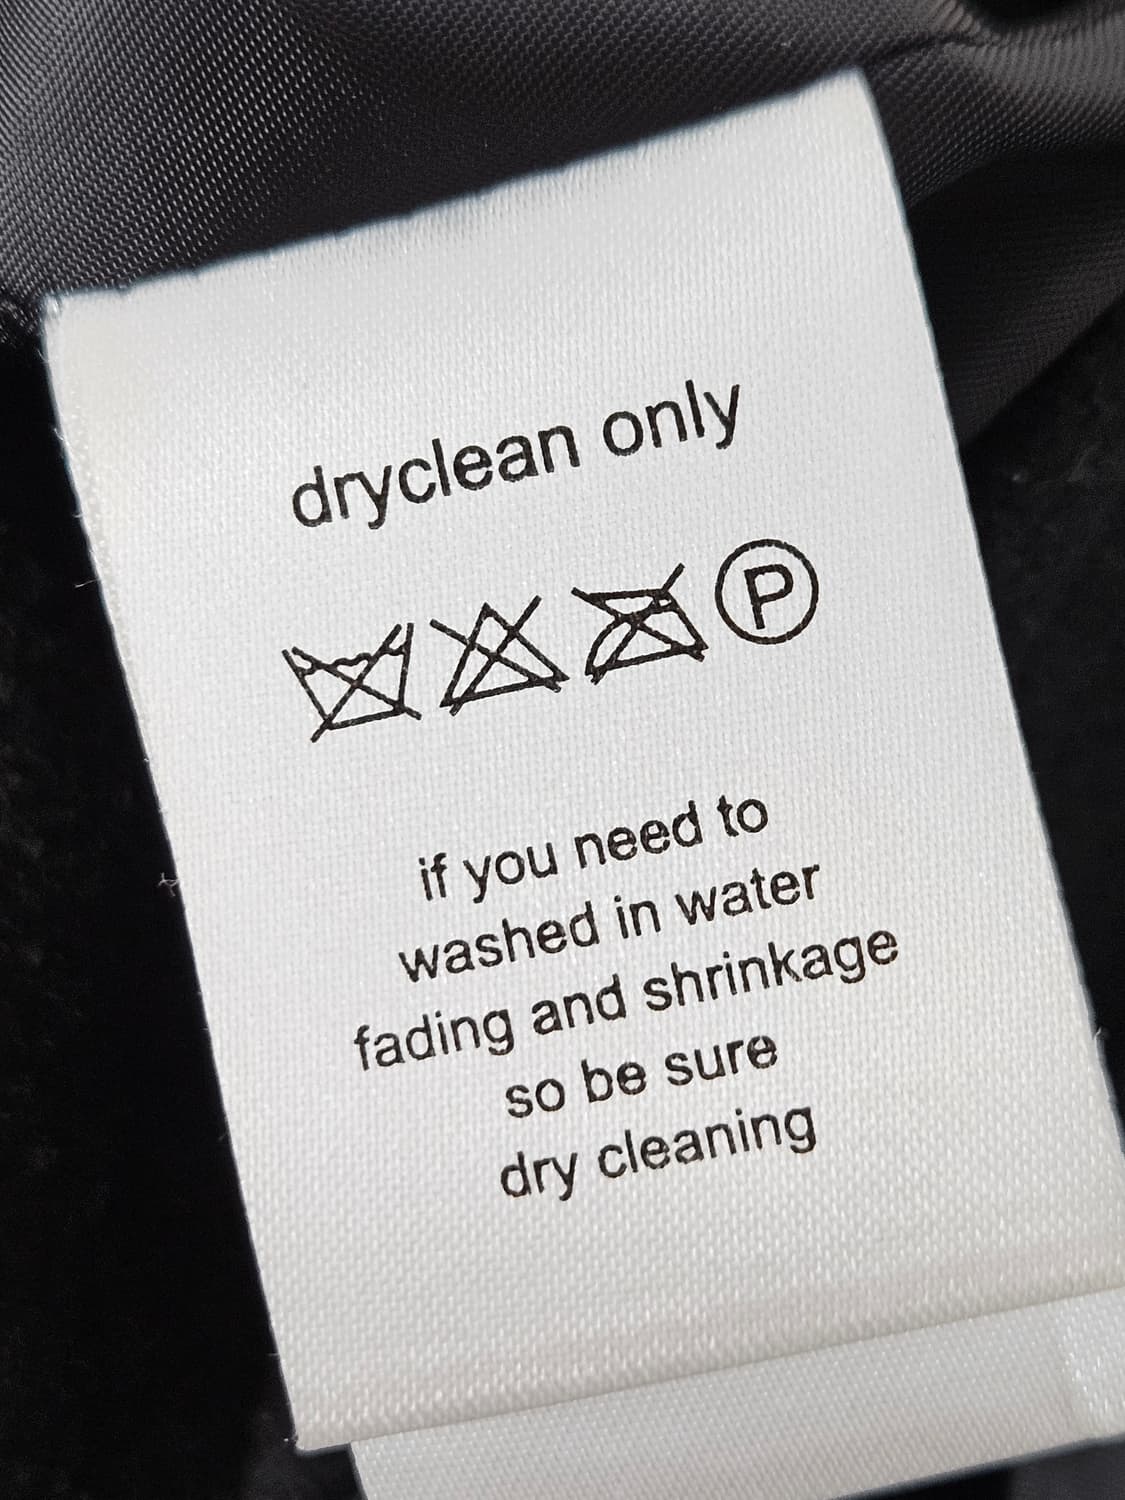 dryclean only
P
if you need to
washed in water
fading and shrinkage
so be sure
dry cleaning